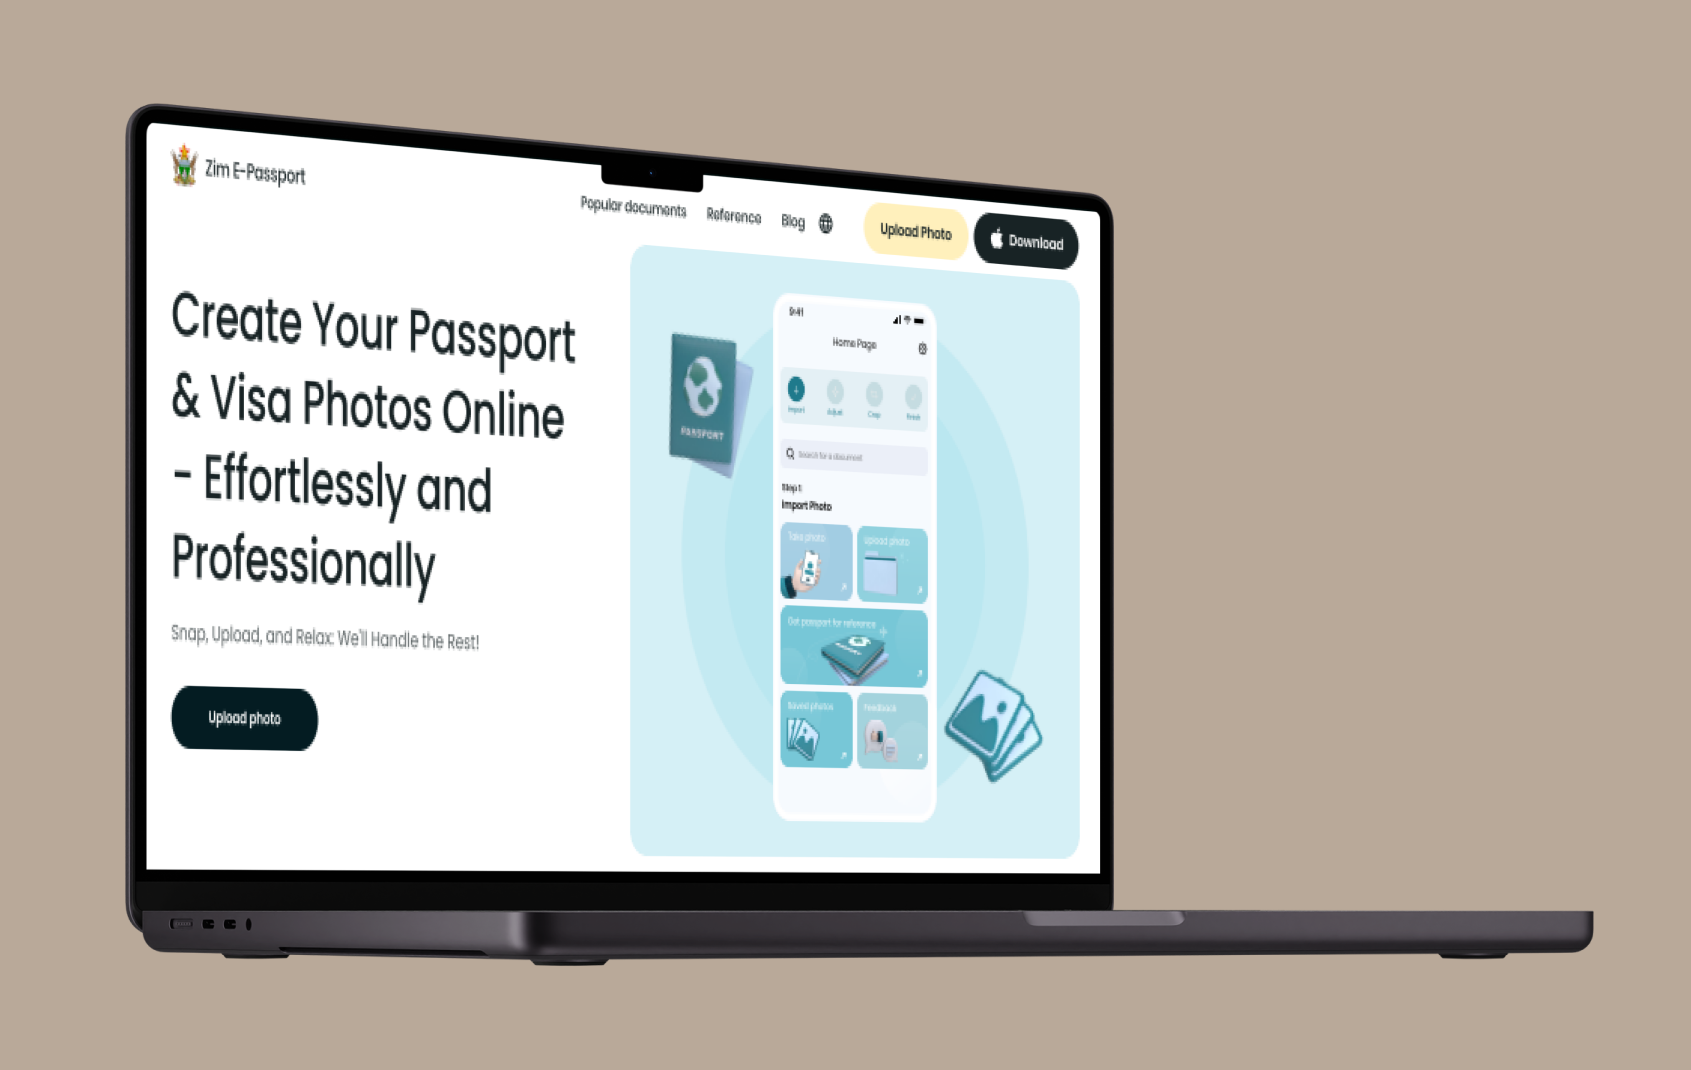 Zim E-Passport
Popular documents
Reference
Blog
Upload Photo
Download
Create Your Passport
& Visa Photos Online
- Effortlessly and
Professionally
Snap, Upload, and Relax: We'll Handle the Rest!
Upload photo
PASSPORT
9:41
Home Page
Import
Adjust
Crop
Finish
Search for a document
Step 1
Import Photo
Take photo
Upload photo
Get passport for reference
Saved photos
Feedback